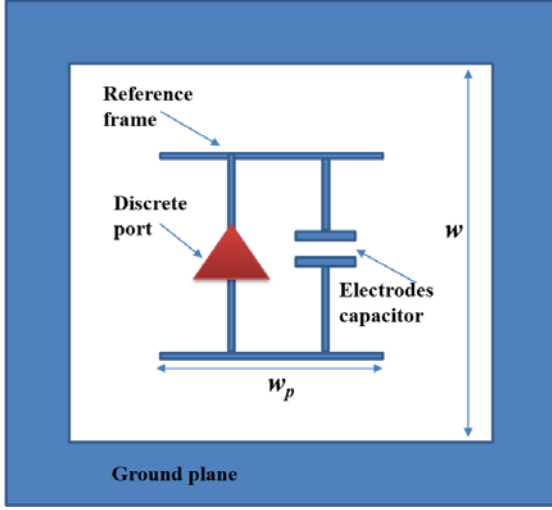 Reference
frame
Discrete
port
w
Electrodes
capacitor
wp
Ground plane